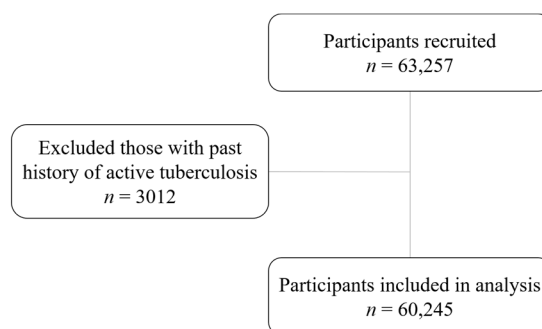 Participants recruited
n = 63,257
Excluded those with past
history of active tuberculosis
n = 3012
Participants included in analysis
n = 60,245